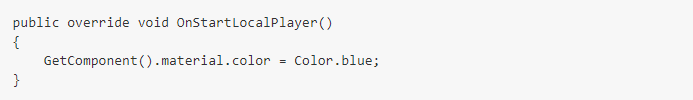 public override void OnStartLocalPlayer()
{
    GetComponent().material.color = Color.blue;
}